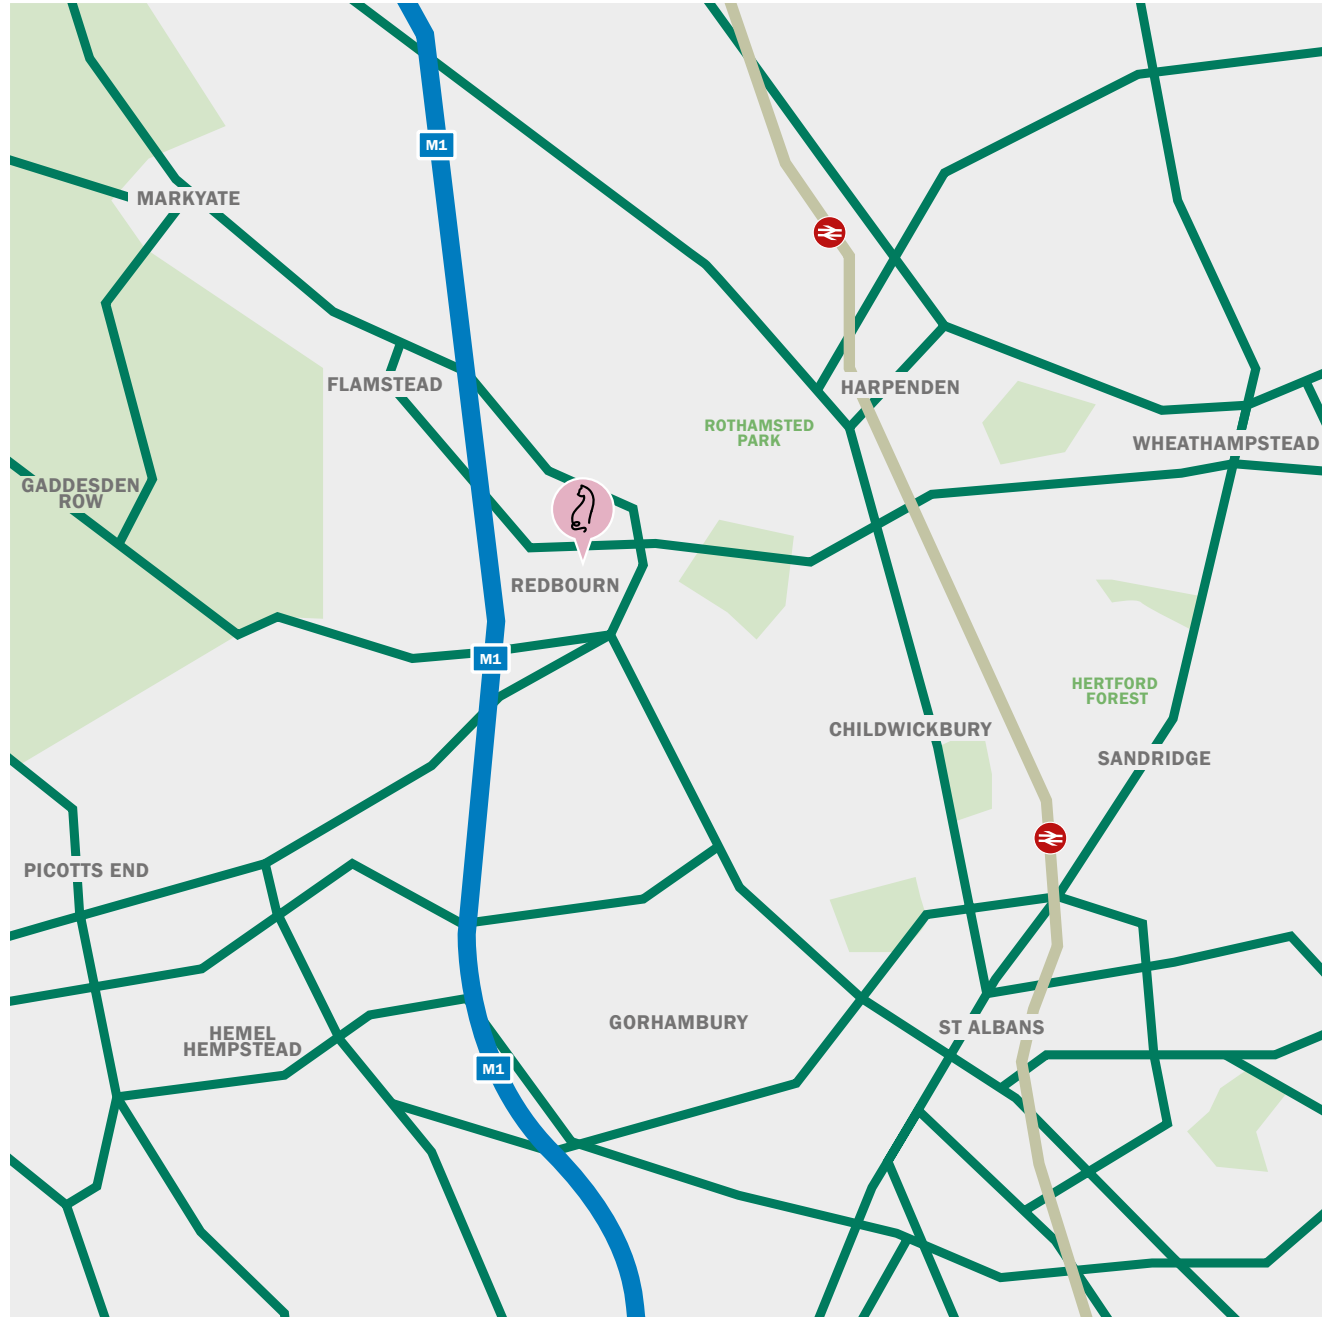 M1
MARKYATE
FLAMSTEAD
HARPENDEN
ROTHAMSTED
PARK
WHEATHAMPSTEAD
GADDESDEN
ROW
REDBOURN
M1
HERTFORD
FOREST
CHILDWICKBURY
SANDRIDGE
PICOTTS END
GORHAMBURY
ST ALBANS
HEMEL
HEMPSTEAD
M1